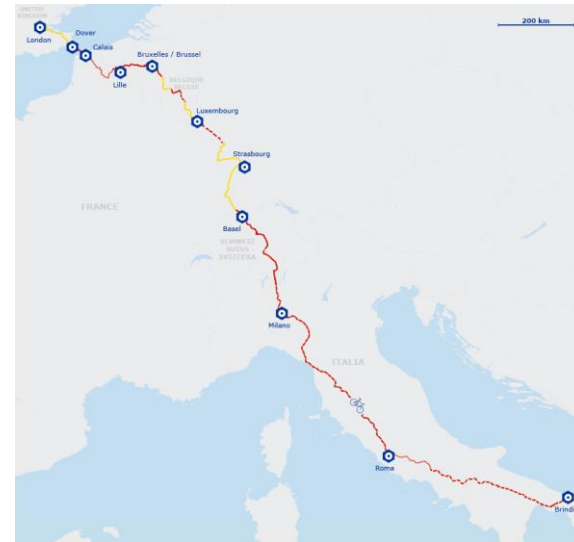 UNITED
KINGDOM
200 km
London
Dover
Calais
Bruxelles / Brussel
Lille
BELGIQUE
Luxembourg
Strasbourg
FRANCE
Basel
SCHWEIZ
SUISSE
SVIZZERA
Milano
ITALIA
Roma
Brindi